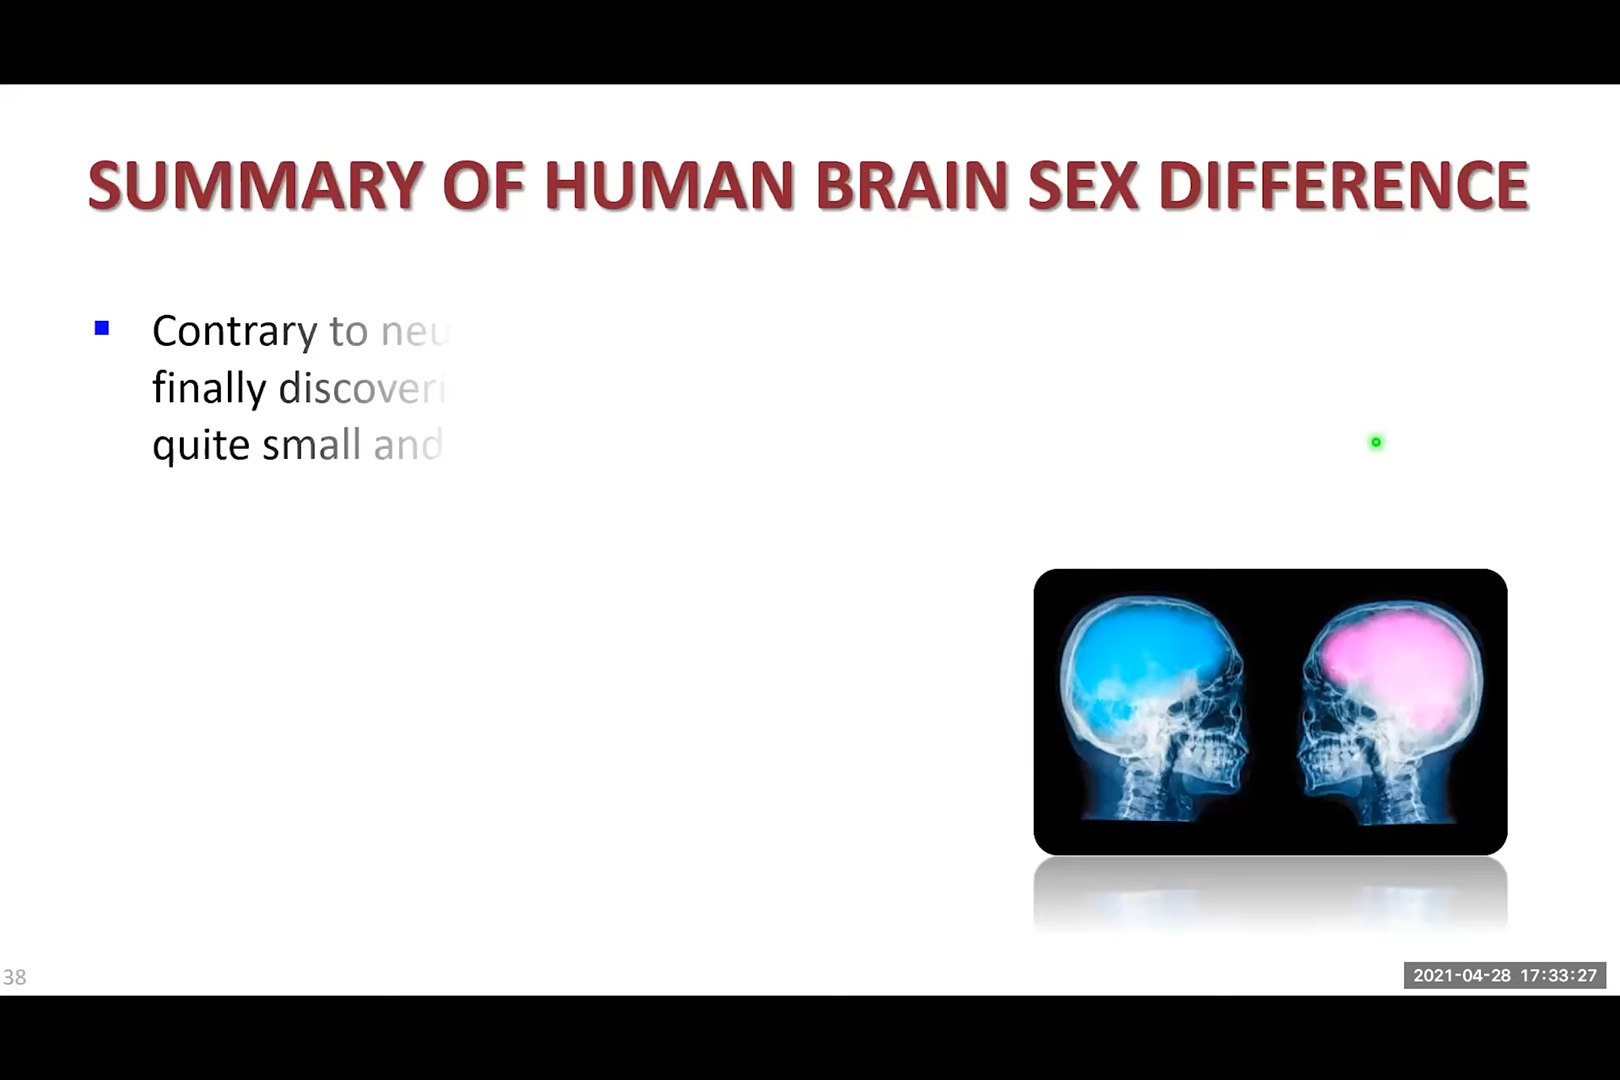 SUMMARY OF HUMAN BRAIN SEX DIFFERENCE
Contrary to
finally
quite small and
38
2021-04-28 17:33:27